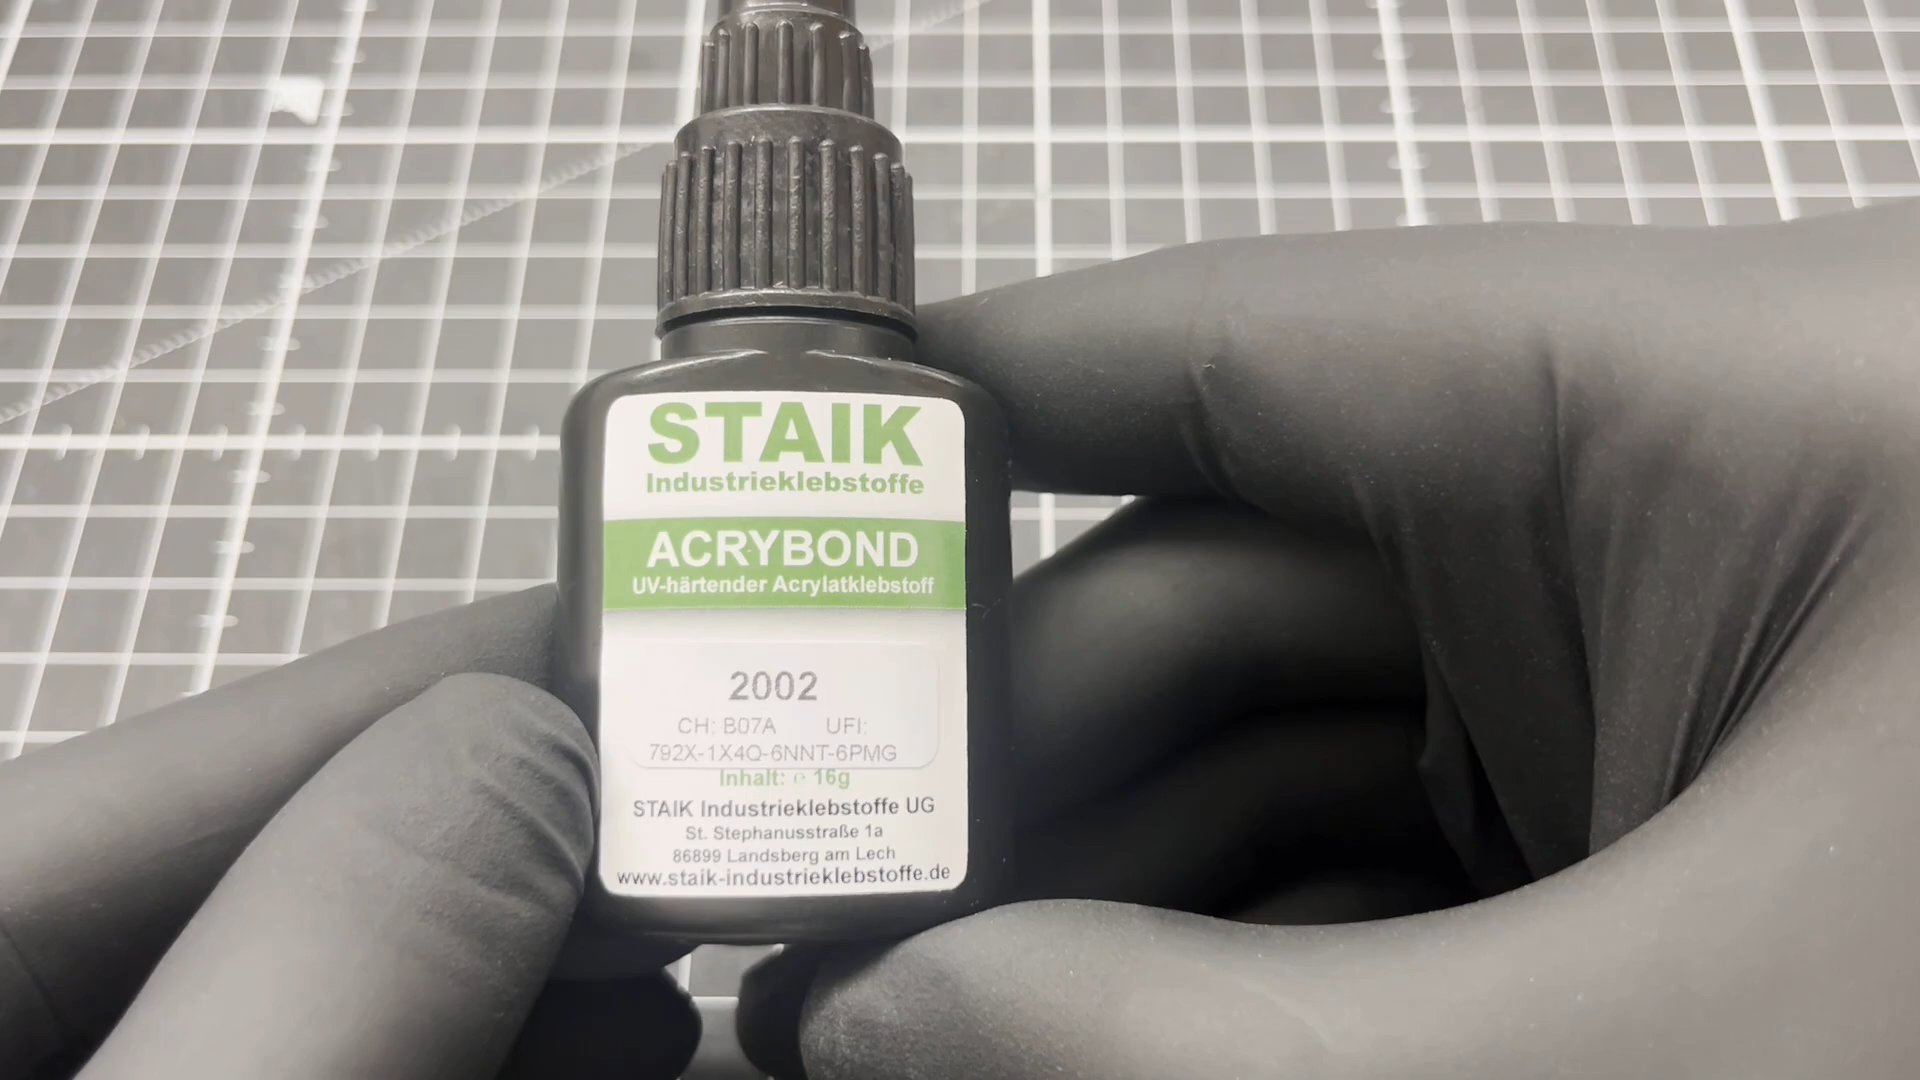 STAIK
Industrieklebstoffe
ACRYBOND
UV-härtender Acrylatklebstoff
2002
CH: B07A UFI:
792X-1X4Q-6NNT-6PMG
Inhalt: ℮ 16g
STAIK Industrieklebstoffe UG
St. Stephanusstraße 1a
86899 Landsberg am Lech
www.staik-industrieklebstoffe.de